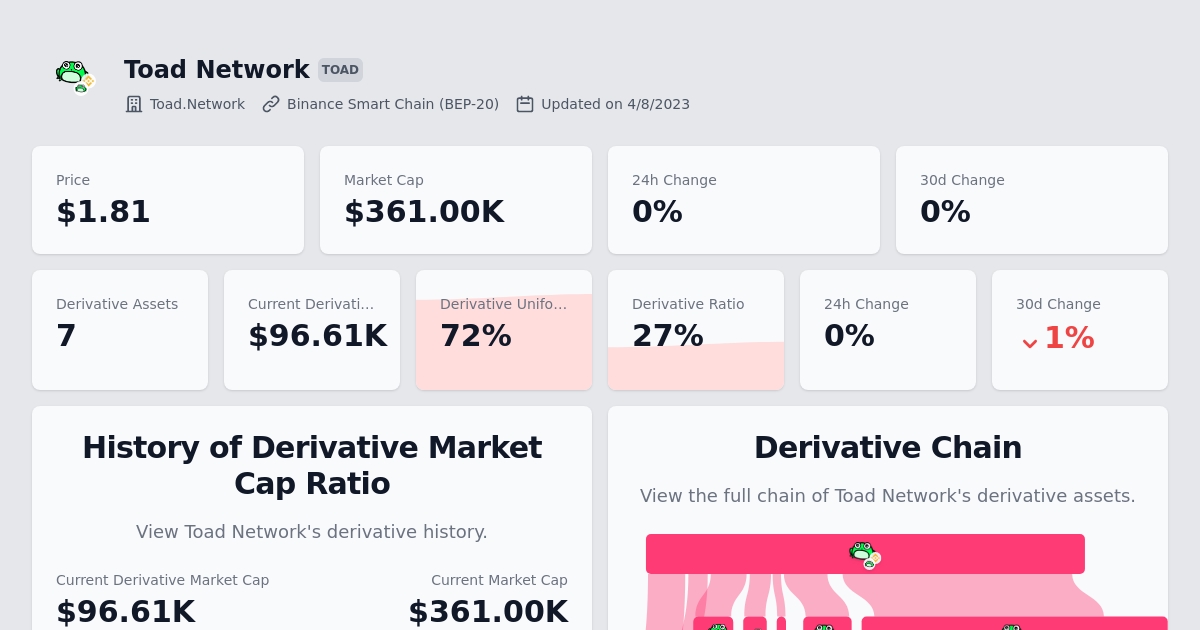 Toad Network TOAD
Toad.Network Binance Smart Chain (BEP-20) Updated on 4/8/2023
Price
$1.81
Market Cap
$361.00K
24h Change
0%
30d Change
0%
Derivative Assets
7
Current Derivati...
$96.61K
Derivative Unifo...
72%
Derivative Ratio
27%
24h Change
0%
30d Change
1%
History of Derivative Market
Cap Ratio
View Toad Network's derivative history.
Current Derivative Market Cap
$96.61K
Current Market Cap
$361.00K
Derivative Chain
View the full chain of Toad Network's derivative assets.